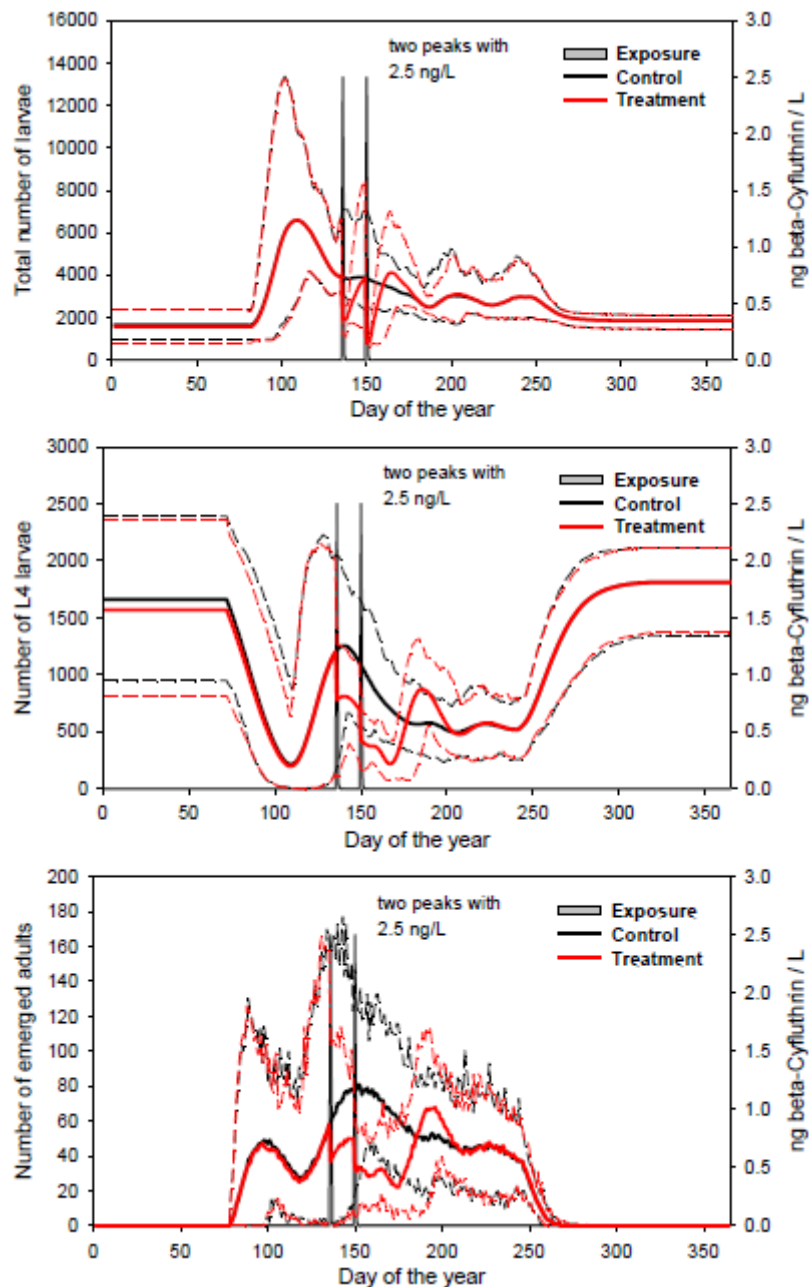 Total number of larvae
16000
14000
12000
10000
8000
6000
4000
2000
0
two peaks with
2.5 ng/L
Exposure
Control
Treatment
3.0
2.5
2.0
1.5
1.0
0.5
0.0
ng beta-Cyfluthrin / L
0 50 100 150 200 250 300 350
Day of the year
Number of L4 larvae
3000
2500
2000
1500
1000
500
0
two peaks with
2.5 ng/L
Exposure
Control
Treatment
3.0
2.5
2.0
1.5
1.0
0.5
0.0
ng beta-Cyfluthrin / L
0 50 100 150 200 250 300 350
Day of the year
Number of emerged adults
200
180
160
140
120
100
80
60
40
20
0
two peaks with
2.5 ng/L
Exposure
Control
Treatment
3.0
2.5
2.0
1.5
1.0
0.5
0.0
ng beta-Cyfluthrin / L
0 50 100 150 200 250 300 350
Day of the year